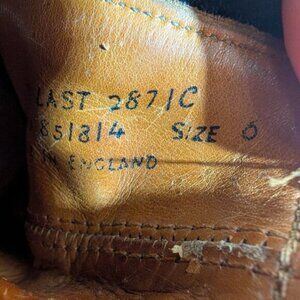 LAST 2871C
851814 SIZE 6
IN ENGLAND